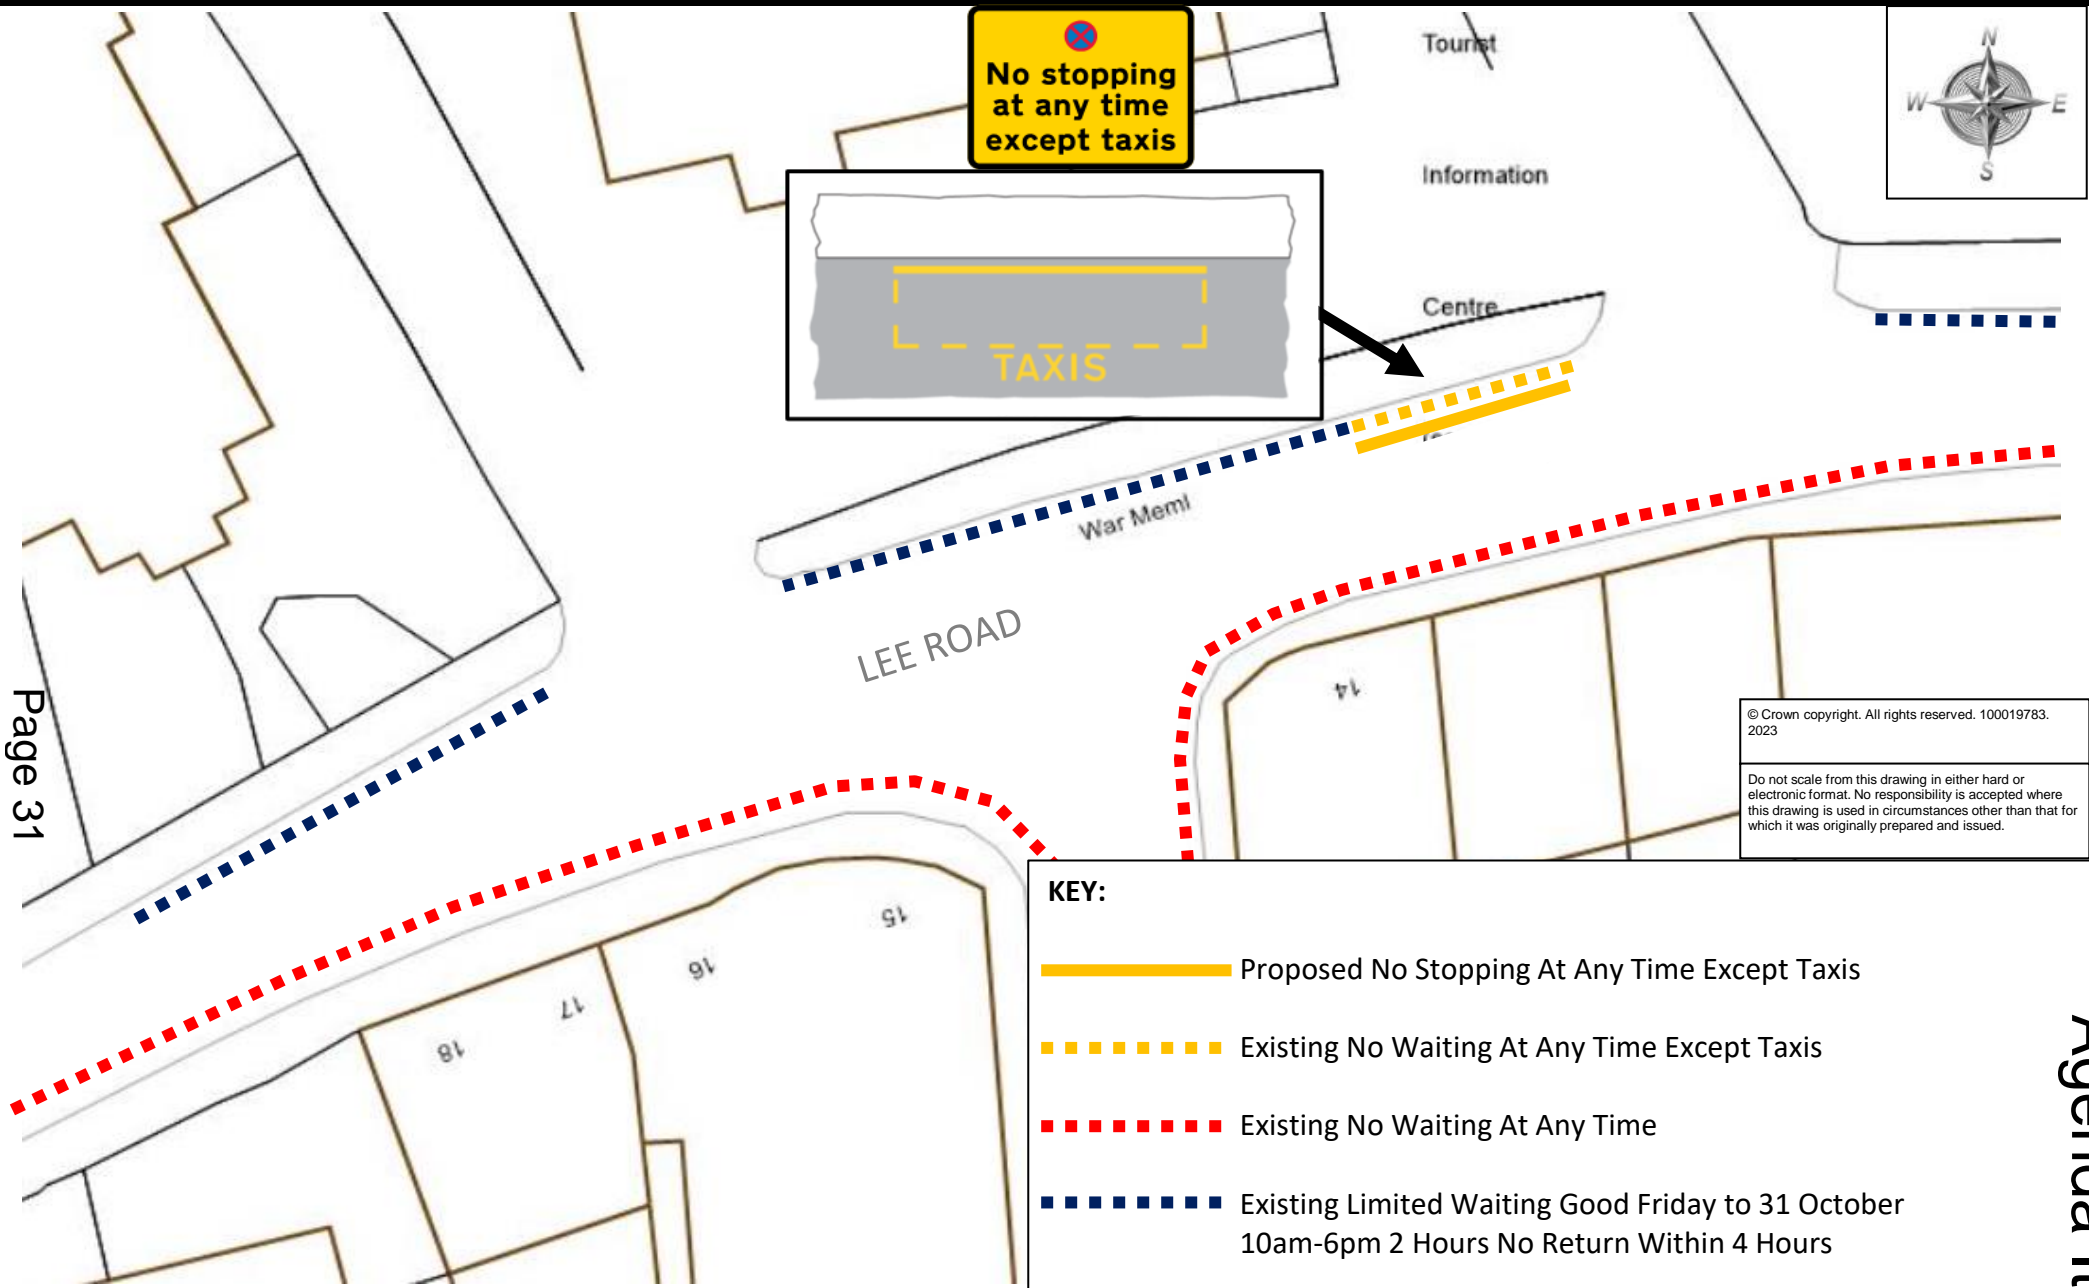 No stopping
at any time
except taxis
Tourist
Information
Centre
N
W
E
S
TAXIS
War Meml
LEE ROAD
14
15
16
17
18
Page 31
© Crown copyright. All rights reserved. 100019783.
2023
Do not scale from this drawing in either hard or
electronic format. No responsibility is accepted where
this drawing is used in circumstances other than that for
which it was originally prepared and issued.
KEY:
Proposed No Stopping At Any Time Except Taxis
Existing No Waiting At Any Time Except Taxis
Existing No Waiting At Any Time
Existing Limited Waiting Good Friday to 31 October
10am-6pm 2 Hours No Return Within 4 Hours
Agenda